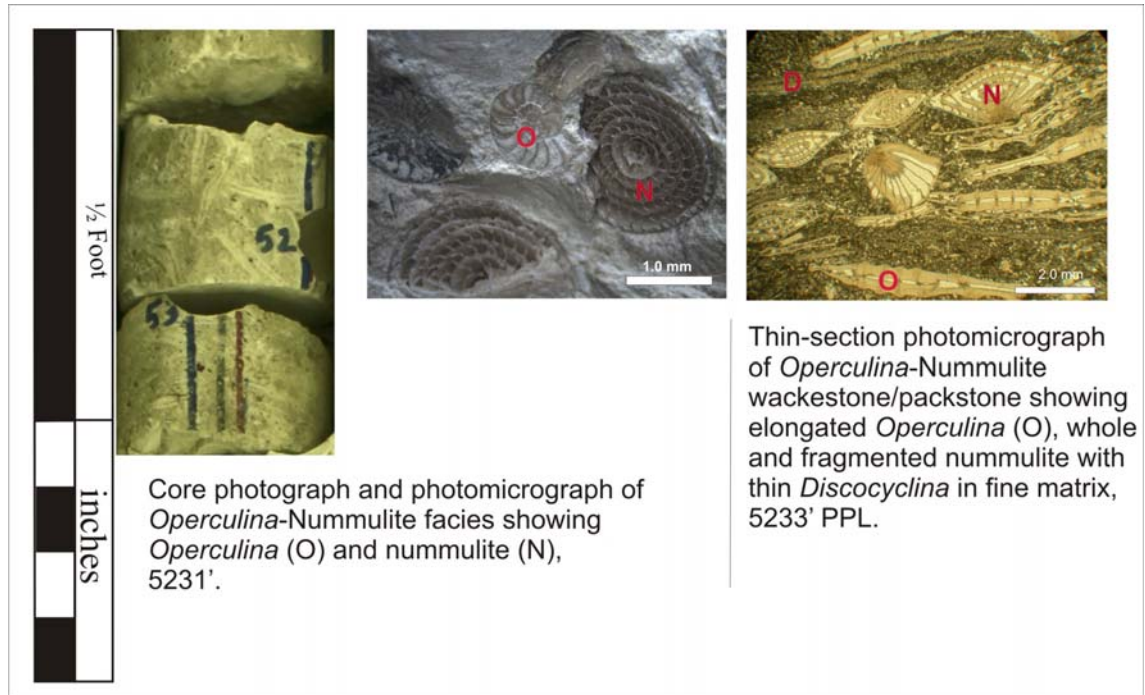 ½ Foot
inches
52
53
O
N
1.0 mm
D
N
O
2.0 mm
Core photograph and photomicrograph of
Operculina-Nummulite facies showing
Operculina (O) and nummulite (N),
5231’.
Thin-section photomicrograph
of Operculina-Nummulite
wackestone/packstone showing
elongated Operculina (O), whole
and fragmented nummulite with
thin Discocyclina in fine matrix,
5233’ PPL.